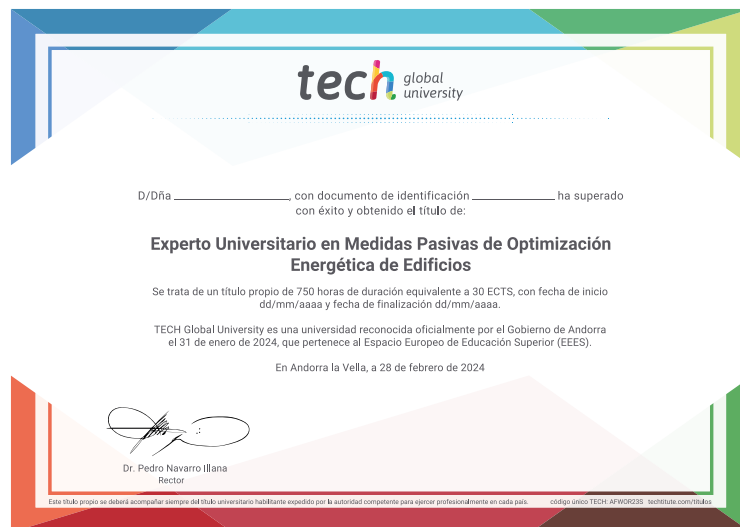 tech global university
D/Dña ____________________, con documento de identificación ______________ ha superado
con éxito y obtenido el título de:
Experto Universitario en Medidas Pasivas de Optimización
Energética de Edificios
Se trata de un título propio de 750 horas de duración equivalente a 30 ECTS, con fecha de inicio
dd/mm/aaaa y fecha de finalización dd/mm/aaaa.
TECH Global University es una universidad reconocida oficialmente por el Gobierno de Andorra
el 31 de enero de 2024, que pertenece al Espacio Europeo de Educación Superior (EEES).
En Andorra la Vella, a 28 de febrero de 2024
Dr. Pedro Navarro Illana
Rector
Este título propio se deberá acompañar siempre del título universitario habilitante expedido por la autoridad competente para ejercer profesionalmente en cada país. código único TECH: AFWOR23S techtitute.com/titulos